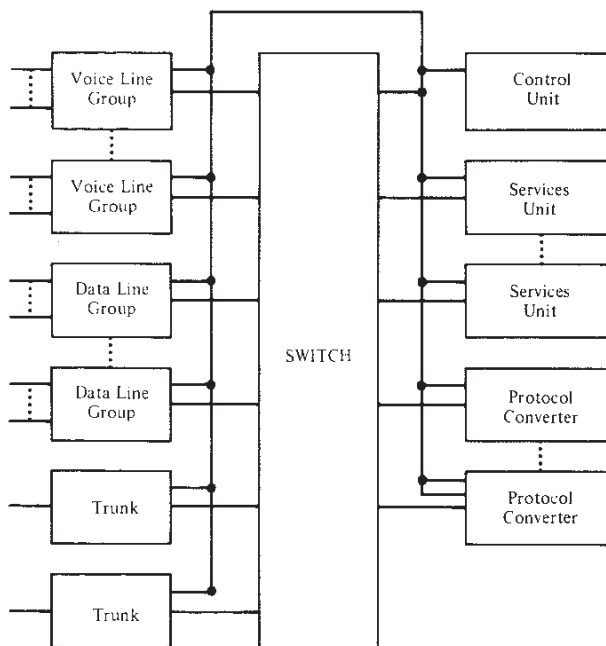 Voice Line
Group
Voice Line
Group
Data Line
Group
Data Line
Group
Trunk
Trunk
SWITCH
Control
Unit
Services
Unit
Services
Unit
Protocol
Converter
Protocol
Converter